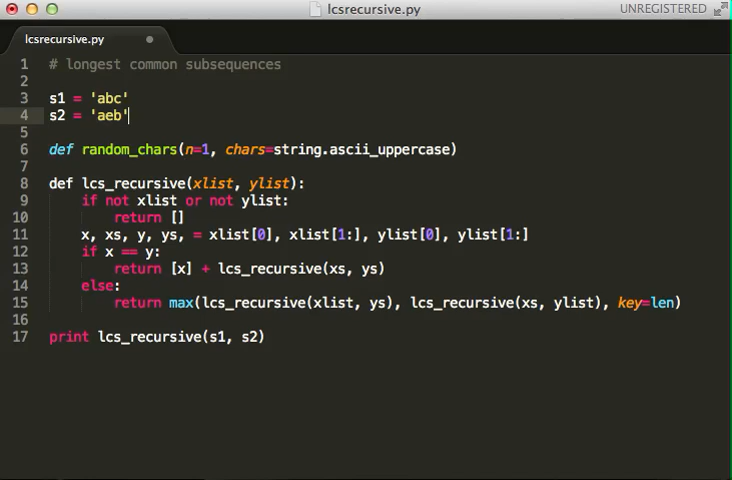 lcsrecursive.py
UNREGISTERED
lcsrecursive.py
1 # longest common subsequences
2
3 s1 = 'abc'
4 s2 = 'aeb'
5
6 def random_chars(n=1, chars=string.ascii_uppercase)
7
8 def lcs_recursive(xlist, ylist):
9     if not xlist or not ylist:
10         return []
11     x, xs, y, ys, = xlist[0], xlist[1:], ylist[0], ylist[1:]
12     if x == y:
13         return [x] + lcs_recursive(xs, ys)
14     else:
15         return max(lcs_recursive(xlist, ys), lcs_recursive(xs, ylist), key=len)
16
17 print lcs_recursive(s1, s2)